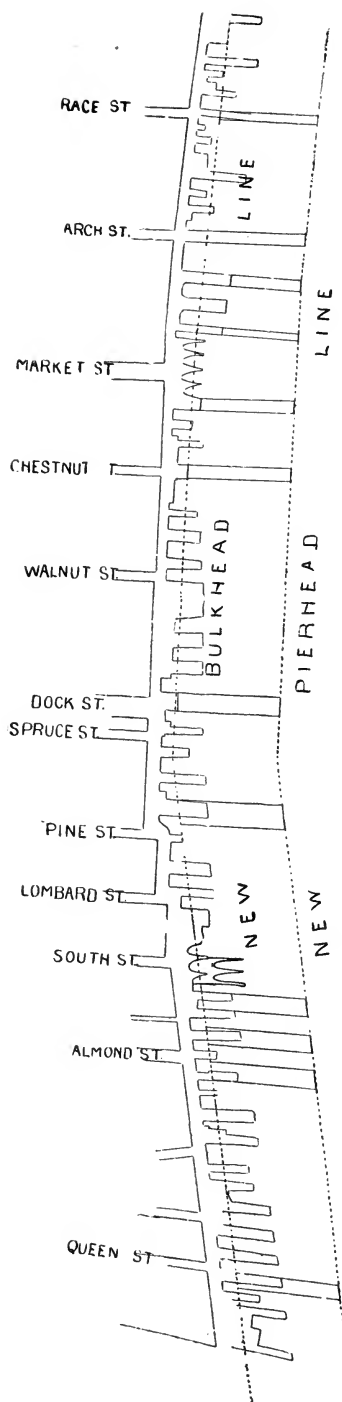 RACE ST
ARCH ST.
MARKET ST
CHESTNUT T
WALNUT ST.
DOCK ST.
SPRUCE ST.
PINE ST.
LOMBARD ST.
SOUTH ST.
ALMOND ST.
QUEEN ST
NEW BULKHEAD LINE
NEW PIERHEAD LINE